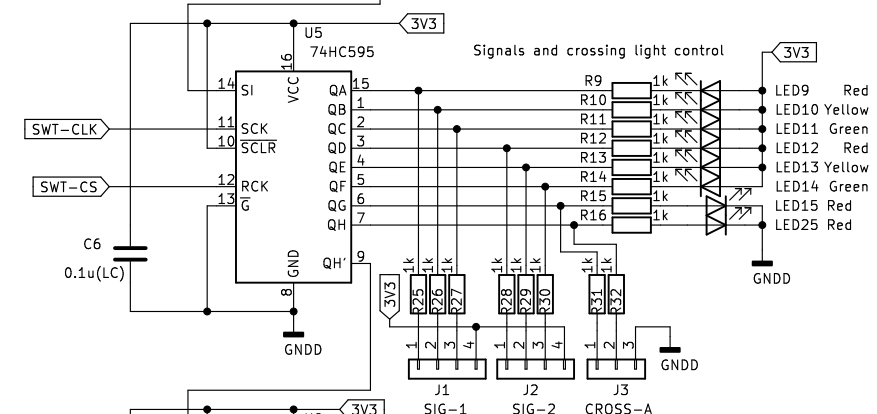 U5
3V3
74HC595
Signals and crossing light control
3V3
16
VCC
14 SI QA 15 R9 1k LED9 Red
QB 1 R10 1k LED10 Yellow
SWT-CLK 11 SCK QC 2 R11 1k LED11 Green
10 SCLR QD 3 R12 1k LED12 Red
QE 4 R13 1k LED13 Yellow
SWT-CS 12 RCK QF 5 R14 1k LED14 Green
13 G QG 6 R15 1k LED15 Red
QH 7 R16 1k LED25 Red
C6
0.1u(LC)
GND
8
QH' 9
GNDD
GNDD
1k 1k 1k 1k 1k 1k 1k 1k
3V3 R25 R26 R27 R28 R29 R30 R31 R32
1 2 3 4 1 2 3 4 1 2 3
GNDD
J1 J2 J3
SIG-1 SIG-2 CROSS-A
3V3